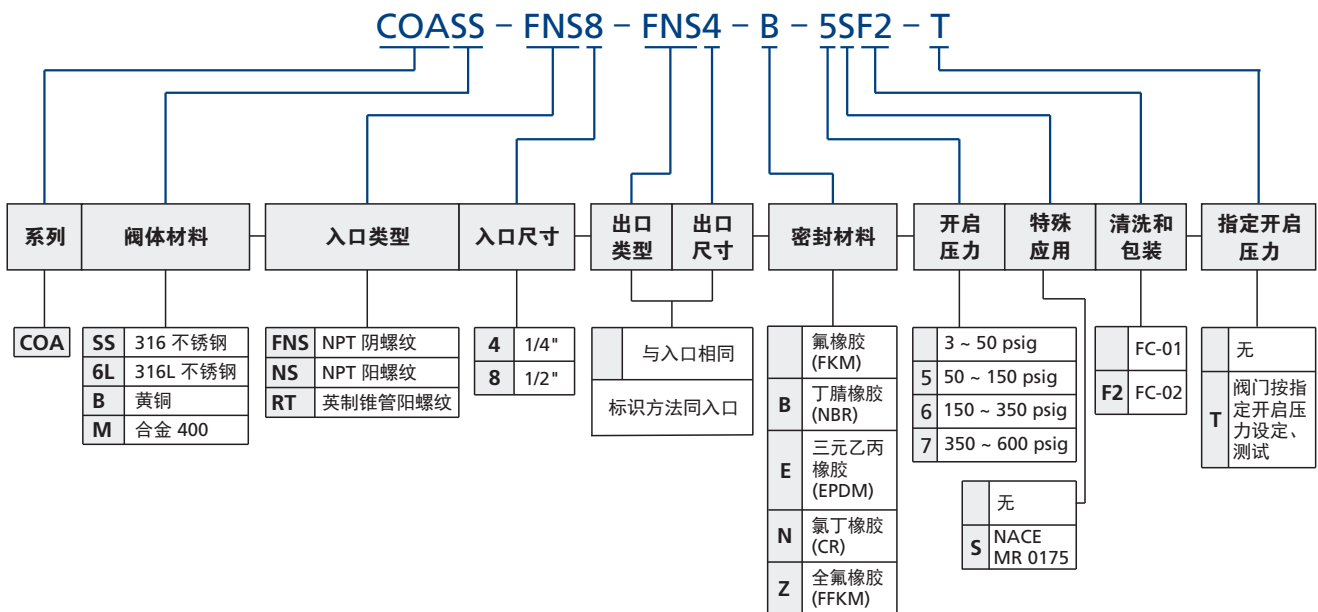 COASS – FNS8 – FNS4 – B – 5SF2 – T
系列
阀体材料
入口类型
入口尺寸
出口
类型
出口
尺寸
密封材料
开启
压力
特殊
应用
清洗和
包装
指定开启
压力
COA
SS 316 不锈钢
6L 316L 不锈钢
B 黄铜
M 合金 400
FNS NPT 阴螺纹
NS NPT 阳螺纹
RT 英制锥管阳螺纹
4 1/4"
8 1/2"
与入口相同
标识方法同入口
氟橡胶
(FKM)
B 丁腈橡胶
(NBR)
E 三元乙丙
橡胶
(EPDM)
N 氯丁橡胶
(CR)
Z 全氟橡胶
(FFKM)
3 ~ 50 psig
5 50 ~ 150 psig
6 150 ~ 350 psig
7 350 ~ 600 psig
无
S NACE
MR 0175
FC-01
F2 FC-02
无
T 阀门按指
定开启压
力设定、
测试